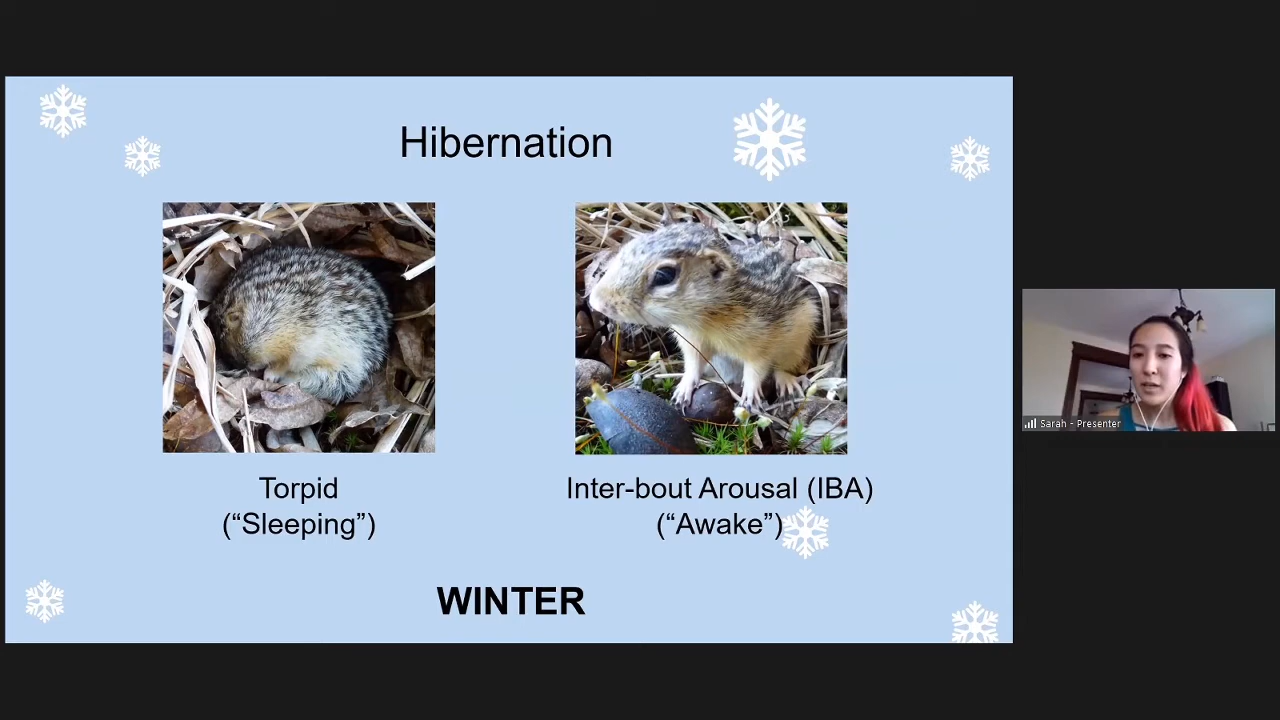 Hibernation
Torpid
(“Sleeping”)
Inter-bout Arousal (IBA)
(“Awake”)
WINTER
Sarah - Presenter